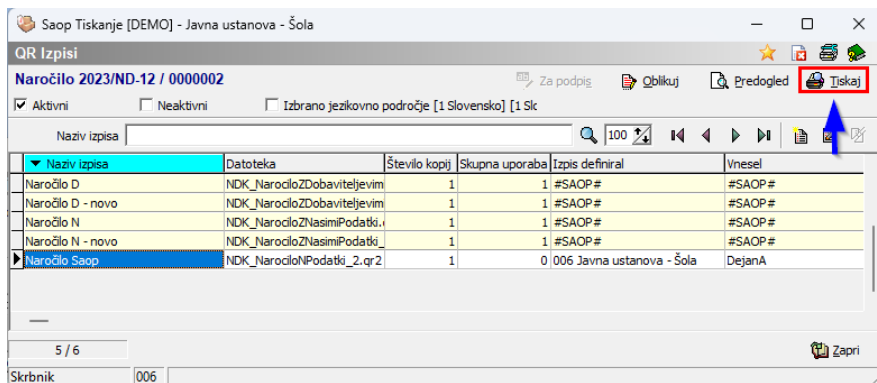 Saop Tiskanje [DEMO] - Javna ustanova - Šola
QR Izpisi
Naročilo 2023/ND-12 / 0000002 Za podpis Oblikuj Predogled Tiskaj
Aktivni Neaktivni Izbrano jezikovno področje [1 Slovensko] [1 Slc
Naziv izpisa 100
Naziv izpisa Datoteka Število kopij Skupna uporaba Izpis definiral Vnesel
Naročilo D NDK_NarociloZDobaviteljevim 1 1 #SAOP# #SAOP#
Naročilo D - novo NDK_NarociloZDobaviteljevim 1 1 #SAOP# #SAOP#
Naročilo N NDK_NarociloZNasimiPodatki. 1 1 #SAOP# #SAOP#
Naročilo N - novo NDK_NarociloZNasimiPodatki_ 1 1 #SAOP# #SAOP#
Naročilo Saop NDK_NarociloNPodatki_2.qr2 1 0 006 Javna ustanova - Šola DejanA
5 / 6 Zapri
Skrbnik 006